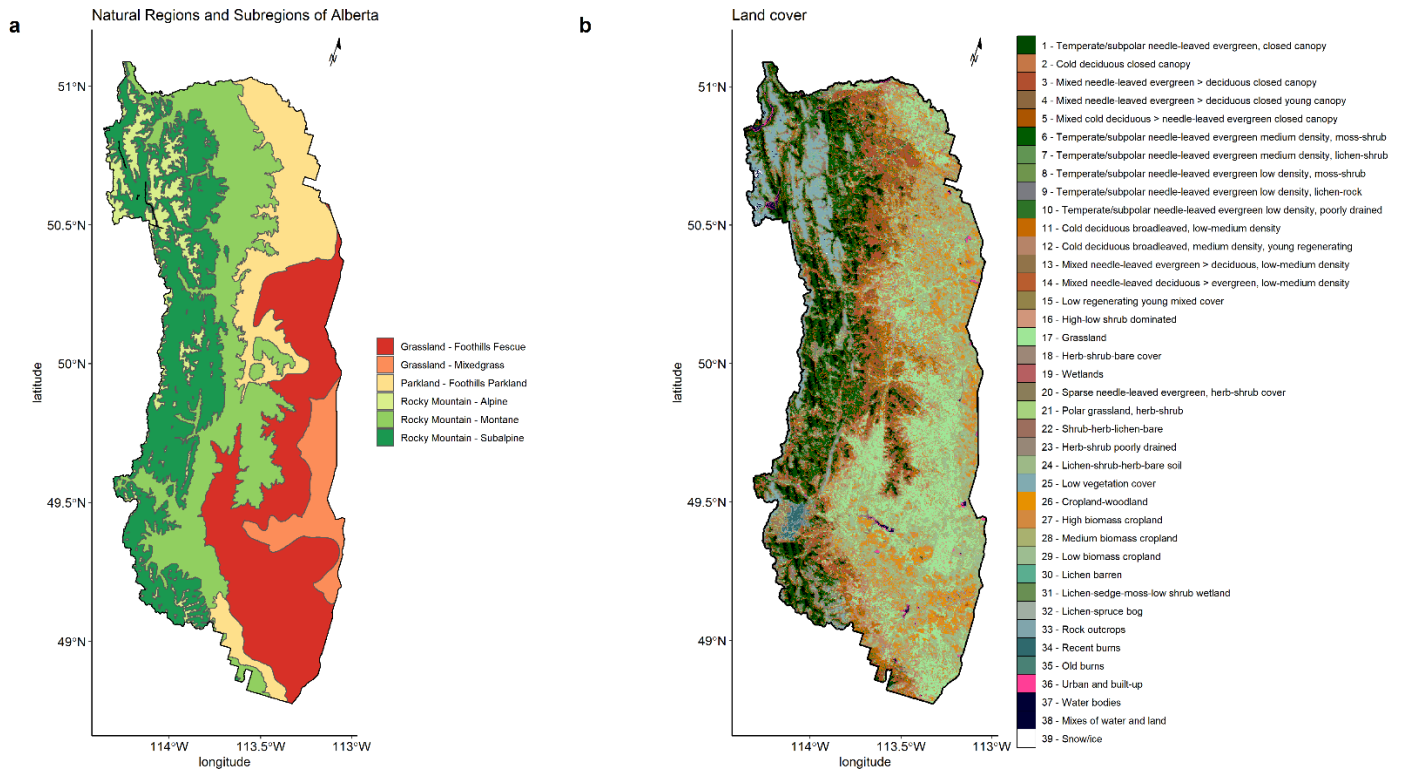 a
Natural Regions and Subregions of Alberta
N
51°N
50.5°N
50°N
49.5°N
49°N
latitude
114°W
113.5°W
113°W
longitude
Grassland - Foothills Fescue
Grassland - Mixedgrass
Parkland - Foothills Parkland
Rocky Mountain - Alpine
Rocky Mountain - Montane
Rocky Mountain - Subalpine
b
Land cover
N
51°N
50.5°N
50°N
49.5°N
49°N
latitude
114°W
113.5°W
113°W
longitude
1 - Temperate/subpolar needle-leaved evergreen, closed canopy
2 - Cold deciduous closed canopy
3 - Mixed needle-leaved evergreen > deciduous closed canopy
4 - Mixed needle-leaved evergreen > deciduous closed young canopy
5 - Mixed cold deciduous > needle-leaved evergreen closed canopy
6 - Temperate/subpolar needle-leaved evergreen medium density, moss-shrub
7 - Temperate/subpolar needle-leaved evergreen medium density, lichen-shrub
8 - Temperate/subpolar needle-leaved evergreen low density, moss-shrub
9 - Temperate/subpolar needle-leaved evergreen low density, lichen-rock
10 - Temperate/subpolar needle-leaved evergreen low density, poorly drained
11 - Cold deciduous broadleaved, low-medium density
12 - Cold deciduous broadleaved, medium density, young regenerating
13 - Mixed needle-leaved evergreen > deciduous, low-medium density
14 - Mixed needle-leaved deciduous > evergreen, low-medium density
15 - Low regenerating young mixed cover
16 - High-low shrub dominated
17 - Grassland
18 - Herb-shrub-bare cover
19 - Wetlands
20 - Sparse needle-leaved evergreen, herb-shrub cover
21 - Polar grassland, herb-shrub
22 - Shrub-herb-lichen-bare
23 - Herb-shrub poorly drained
24 - Lichen-shrub-herb-bare soil
25 - Low vegetation cover
26 - Cropland-woodland
27 - High biomass cropland
28 - Medium biomass cropland
29 - Low biomass cropland
30 - Lichen barren
31 - Lichen-sedge-moss-low shrub wetland
32 - Lichen-spruce bog
33 - Rock outcrops
34 - Recent burns
35 - Old burns
36 - Urban and built-up
37 - Water bodies
38 - Mixes of water and land
39 - Snow/ice